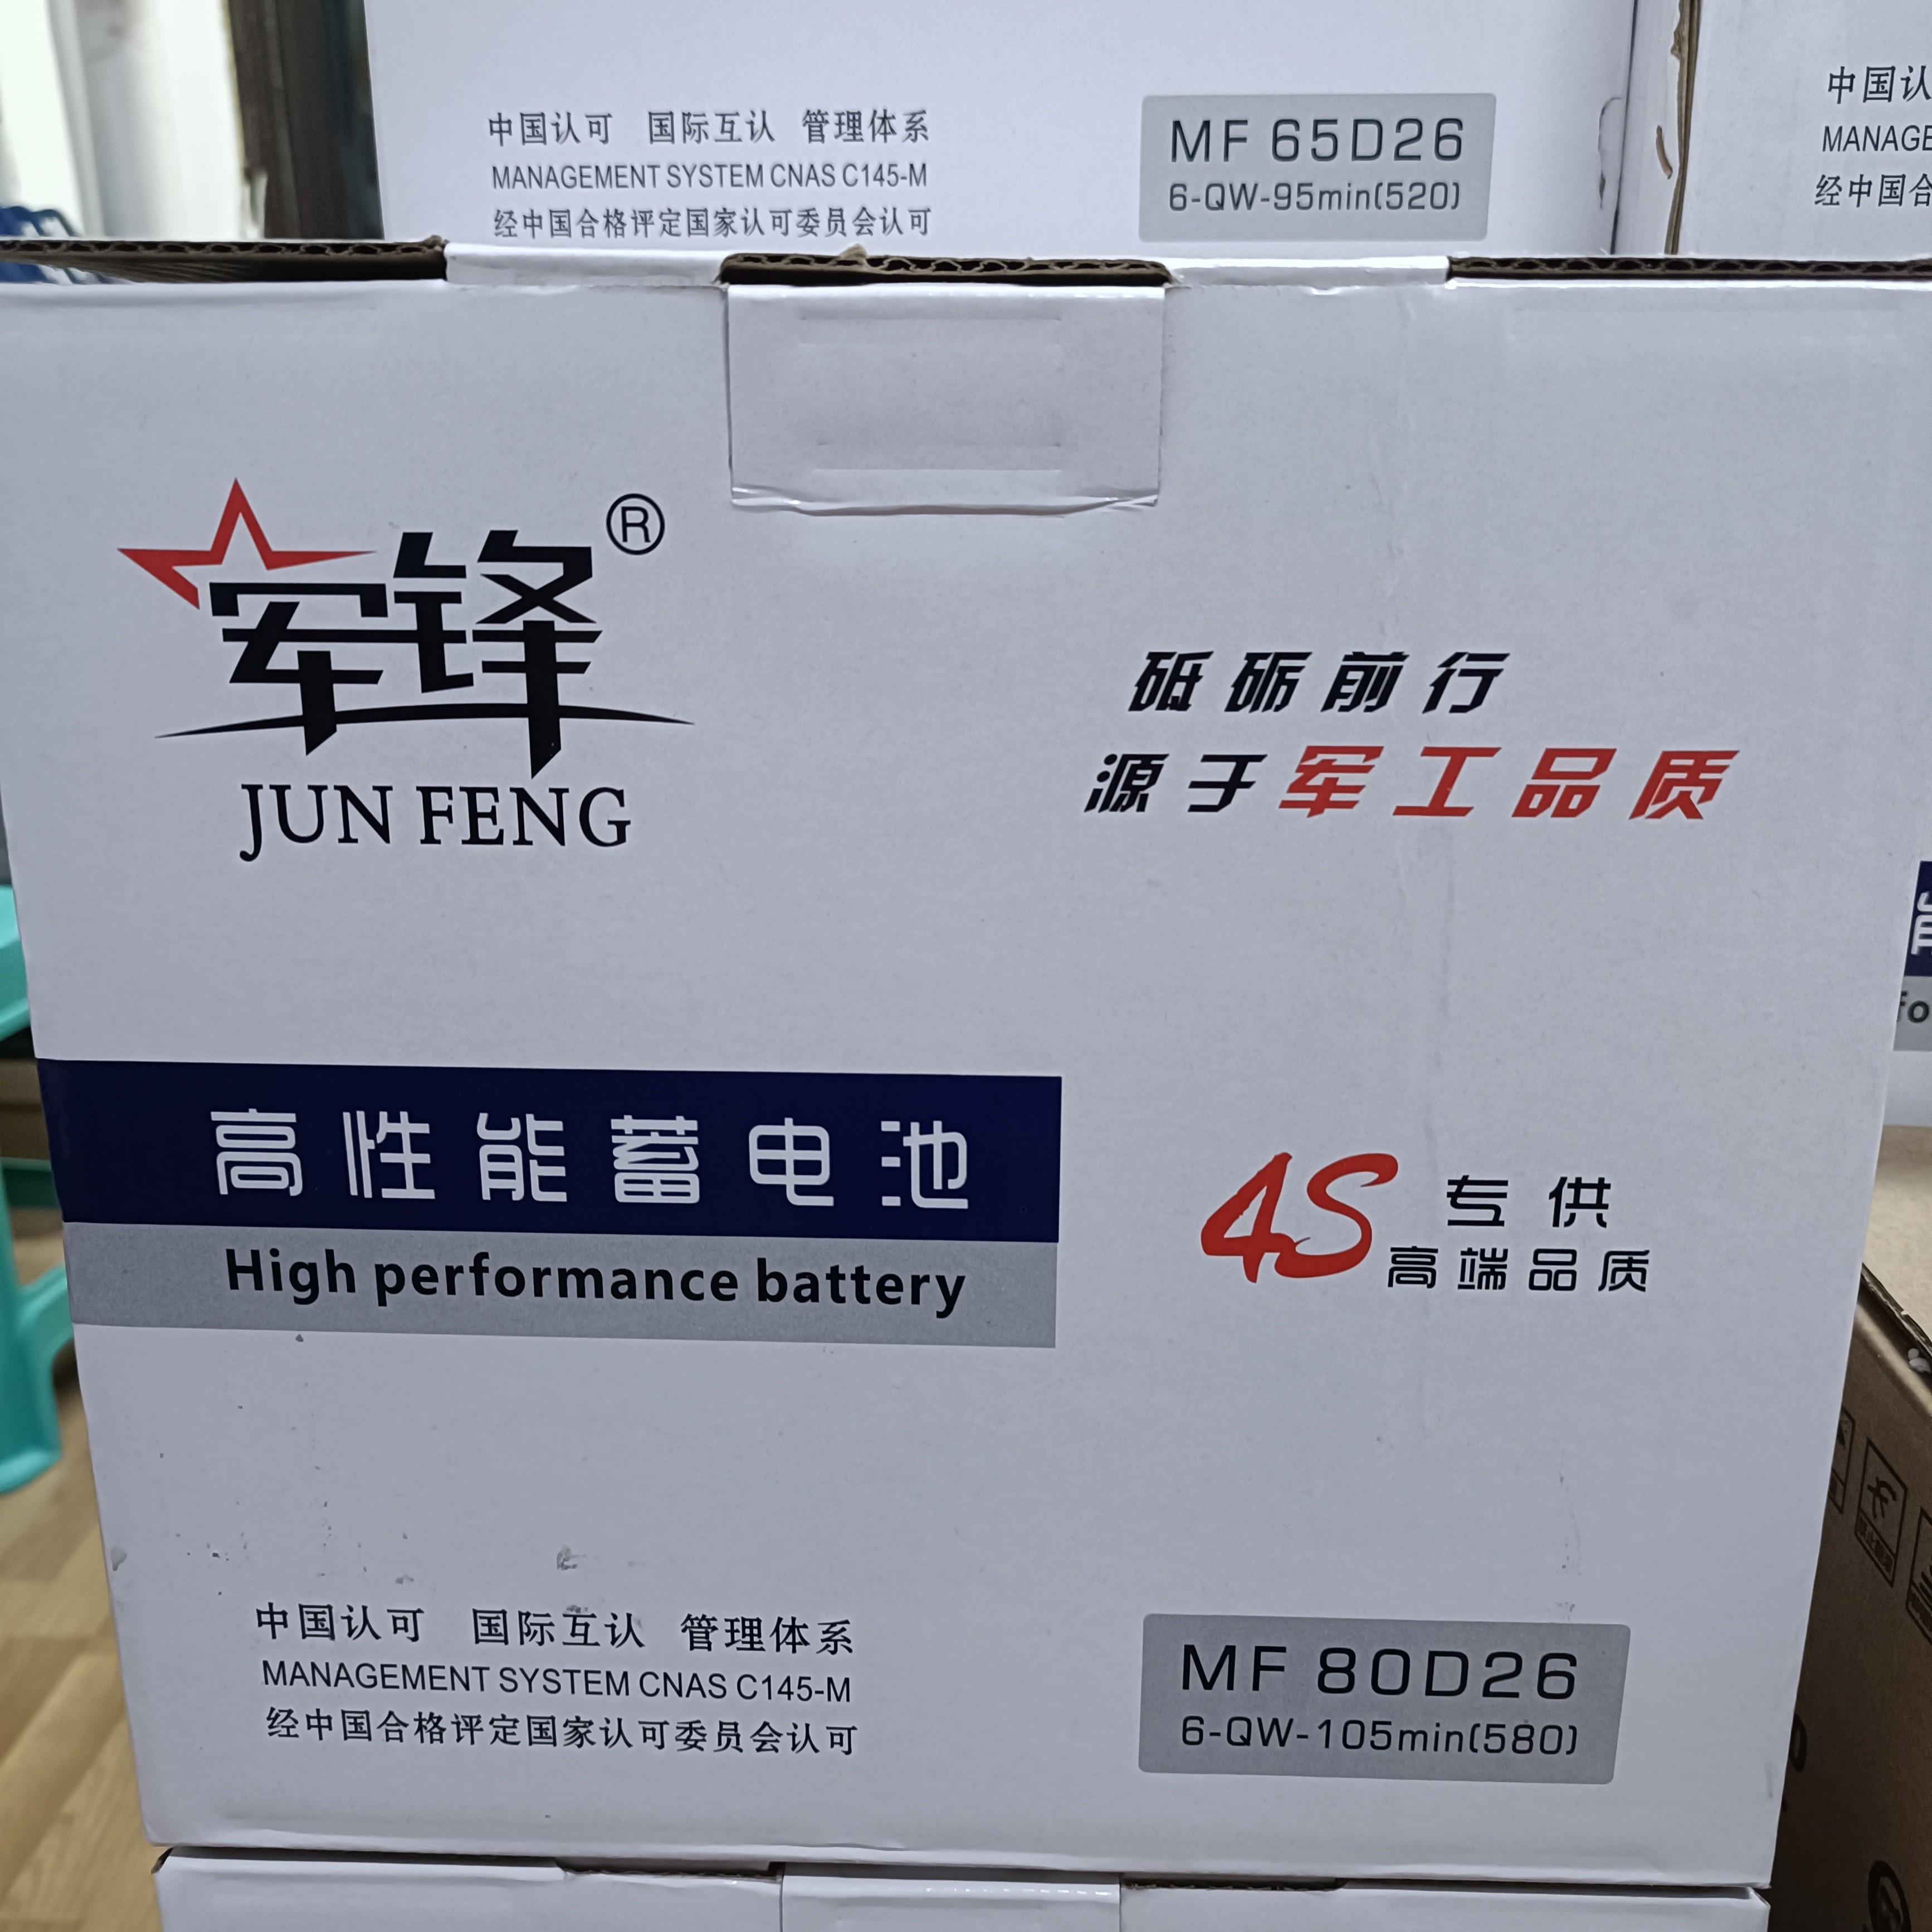 中国认可 国际互认 管理体系
MANAGEMENT SYSTEM CNAS C145-M
经中国合格评定国家认可委员会认可
MF 65D26
6-QW-95min(520)
中国认
MANAGE
经中国合
军锋®
JUN FENG
砥砺前行
源于军工品质
高性能蓄电池
High performance battery
4S 专供
高端品质
能
fo
中国认可 国际互认 管理体系
MANAGEMENT SYSTEM CNAS C145-M
经中国合格评定国家认可委员会认可
MF 80D26
6-QW-105min(580)